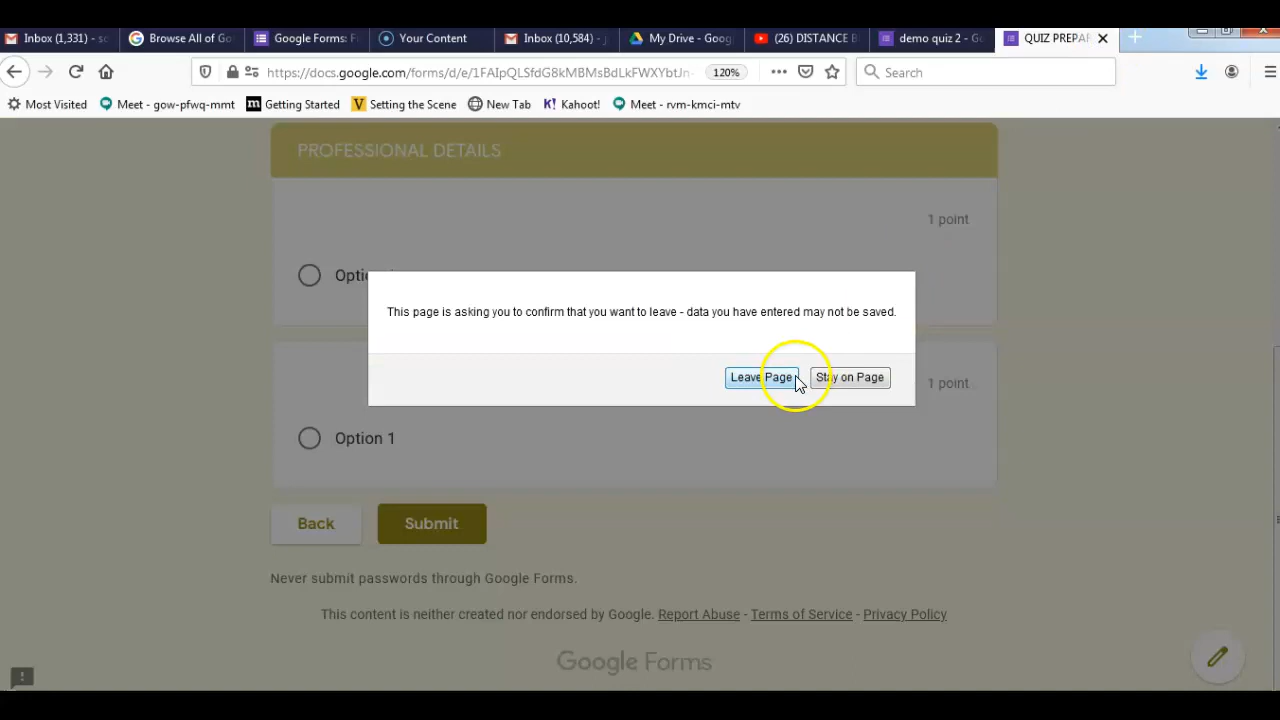 Inbox (1,331) - sc
Browse All of Go
Google Forms: F
Your Content
Inbox (10,584) - j
My Drive - Goog
(26) DISTANCE B
demo quiz 2 - G
QUIZ PREPAR
https://docs.google.com/forms/d/e/1FAIpQLSfdG8kMBMsBdLkFWXYbtJn
120%
Search
Most Visited
Meet - gow-pfwq-mmt
m Getting Started
V Setting the Scene
New Tab
K! Kahoot!
Meet - rvm-kmci-mtv
PROFESSIONAL DETAILS
1 point
This page is asking you to confirm that you want to leave - data you have entered may not be saved.
Leave Page
Stay on Page
1 point
Option 1
Back
Submit
Never submit passwords through Google Forms.
This content is neither created nor endorsed by Google. Report Abuse - Terms of Service - Privacy Policy
Google Forms